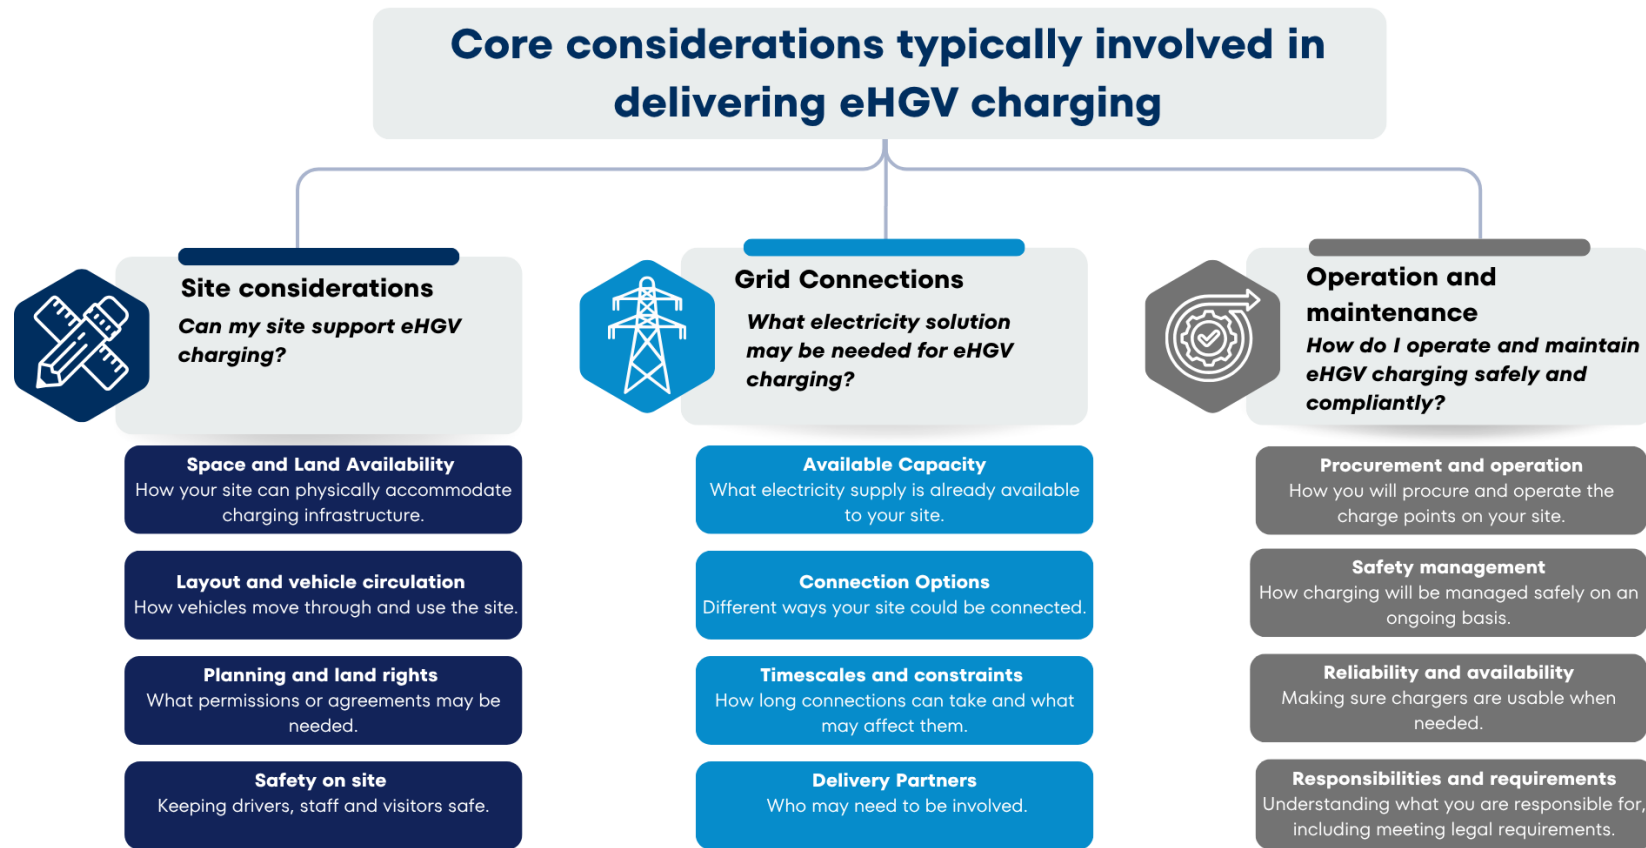 Core considerations typically involved in
delivering eHGV charging
Site considerations
Can my site support eHGV
charging?
Space and Land Availability
How your site can physically accommodate
charging infrastructure.
Layout and vehicle circulation
How vehicles move through and use the site.
Planning and land rights
What permissions or agreements may be
needed.
Safety on site
Keeping drivers, staff and visitors safe.
Grid Connections
What electricity solution
may be needed for eHGV
charging?
Available Capacity
What electricity supply is already available
to your site.
Connection Options
Different ways your site could be connected.
Timescales and constraints
How long connections can take and what
may affect them.
Delivery Partners
Who may need to be involved.
Operation and
maintenance
How do I operate and maintain
eHGV charging safely and
compliantly?
Procurement and operation
How you will procure and operate the
charge points on your site.
Safety management
How charging will be managed safely on an
ongoing basis.
Reliability and availability
Making sure chargers are usable when
needed.
Responsibilities and requirements
Understanding what you are responsible for,
including meeting legal requirements.